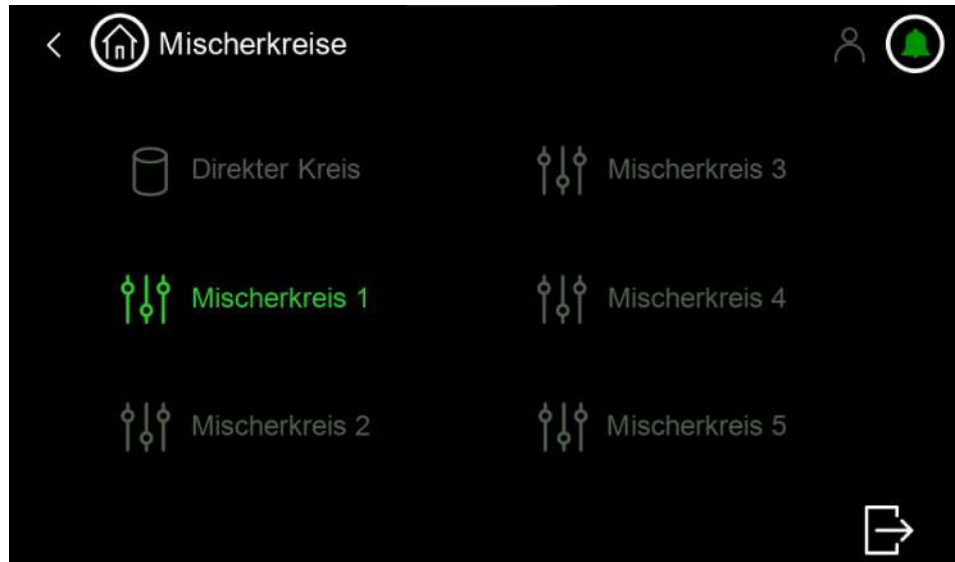 Mischerkreise
Direkter Kreis
Mischerkreis 3
Mischerkreis 1
Mischerkreis 4
Mischerkreis 2
Mischerkreis 5